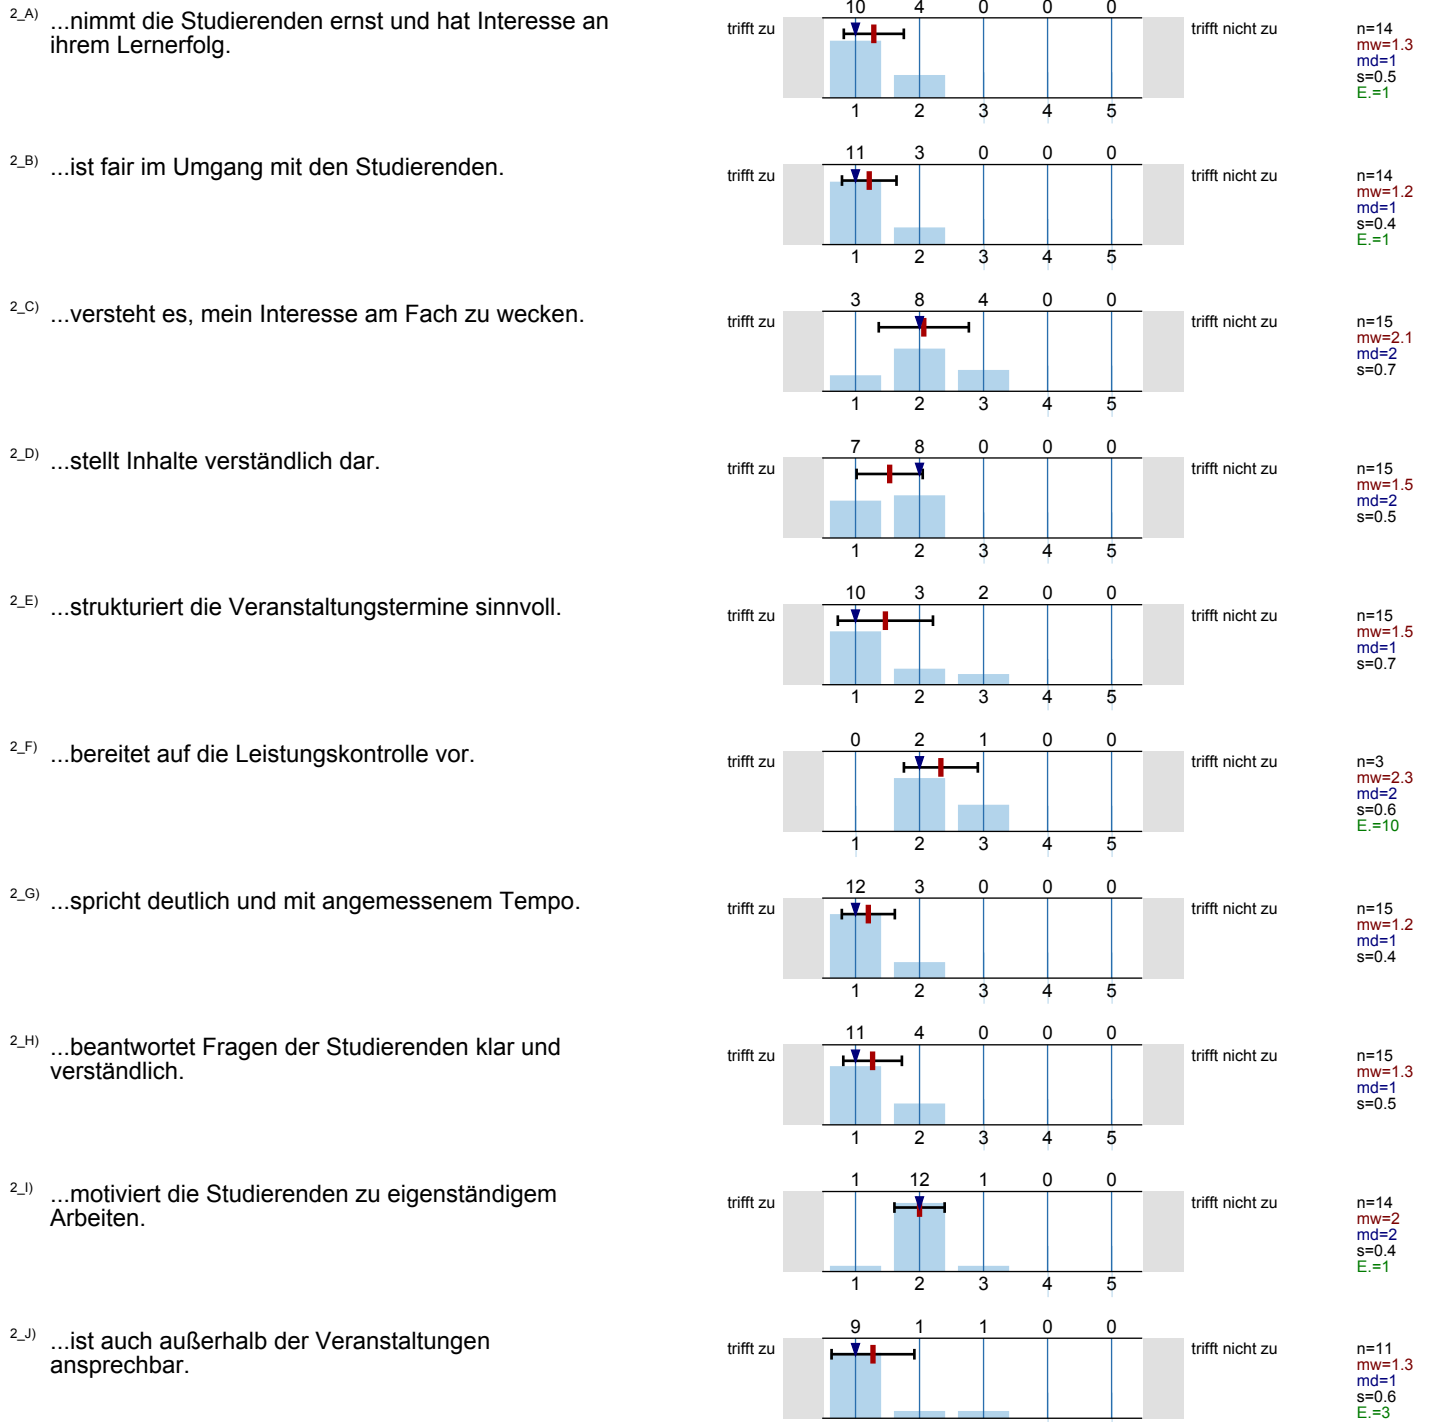 2_A) ...nimmt die Studierenden ernst und hat Interesse an
ihrem Lernerfolg.
10 4 0 0
trifft zu trifft nicht zu
1 2 3 4 5
n=14
mw=1.3
md=1
s=0.5
E.=1
2_B) ...ist fair im Umgang mit den Studierenden.
11 3 0 0 0
trifft zu trifft nicht zu
1 2 3 4 5
n=14
mw=1.2
md=1
s=0.4
E.=1
2_C) ...versteht es, mein Interesse am Fach zu wecken.
3 8 4 0 0
trifft zu trifft nicht zu
1 2 3 4 5
n=15
mw=2.1
md=2
s=0.7
2_D) ...stellt Inhalte verständlich dar.
7 8 0 0 0
trifft zu trifft nicht zu
1 2 3 4 5
n=15
mw=1.5
md=2
s=0.5
2_E) ...strukturiert die Veranstaltungstermine sinnvoll.
10 3 2 0 0
trifft zu trifft nicht zu
1 2 3 4 5
n=15
mw=1.5
md=1
s=0.7
2_F) ...bereitet auf die Leistungskontrolle vor.
0 2 1 0 0
trifft zu trifft nicht zu
1 2 3 4 5
n=3
mw=2.3
md=2
s=0.6
E.=10
2_G) ...spricht deutlich und mit angemessenem Tempo.
12 3 0 0 0
trifft zu trifft nicht zu
1 2 3 4 5
n=15
mw=1.2
md=1
s=0.4
2_H) ...beantwortet Fragen der Studierenden klar und
verständlich.
11 4 0 0 0
trifft zu trifft nicht zu
1 2 3 4 5
n=15
mw=1.3
md=1
s=0.5
2_I) ...motiviert die Studierenden zu eigenständigem
Arbeiten.
1 12 1 0 0
trifft zu trifft nicht zu
1 2 3 4 5
n=14
mw=2
md=2
s=0.4
E.=1
2_J) ...ist auch außerhalb der Veranstaltungen
ansprechbar.
9 1 1 0 0
trifft zu trifft nicht zu
n=11
mw=1.3
md=1
s=0.6
E.=3